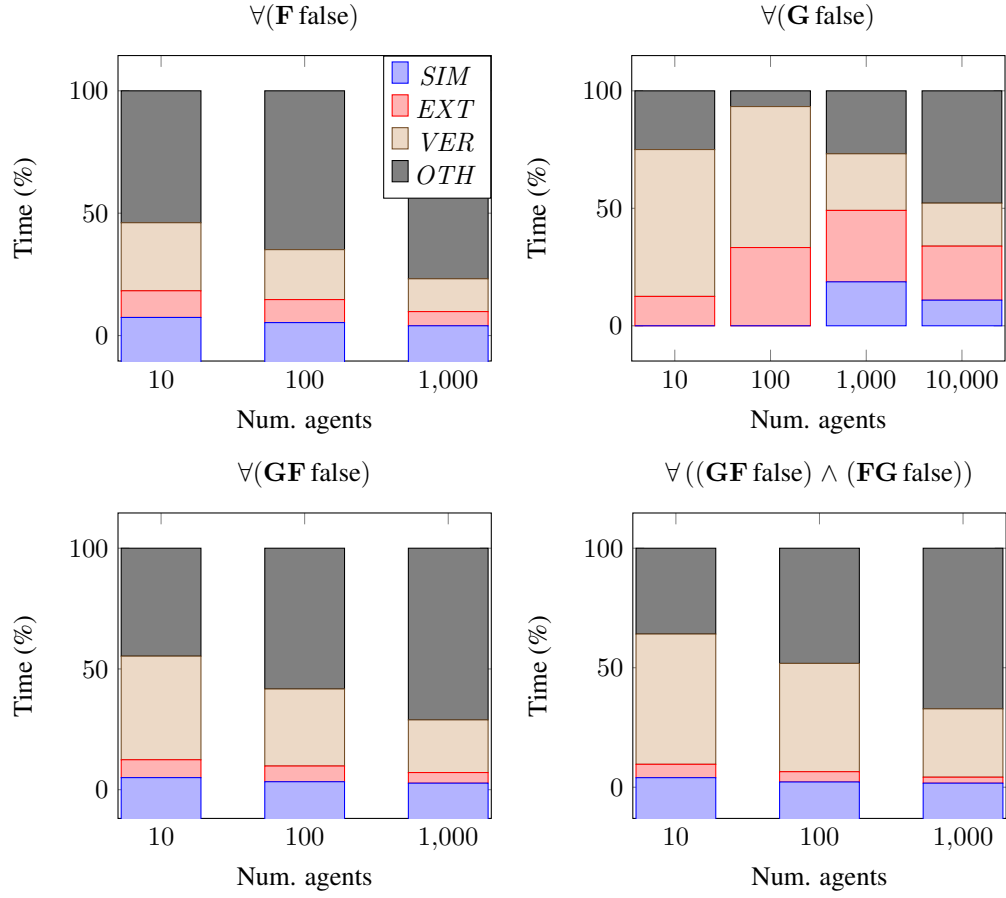 ∀(F false)
Time (%)
100
50
0
SIM
EXT
VER
OTH
10 100 1,000
Num. agents
∀(G false)
Time (%)
100
50
0
10 100 1,000 10,000
Num. agents
∀(GF false)
Time (%)
100
50
0
10 100 1,000
Num. agents
∀ ((GF false) ∧ (FG false))
Time (%)
100
50
0
10 100 1,000
Num. agents